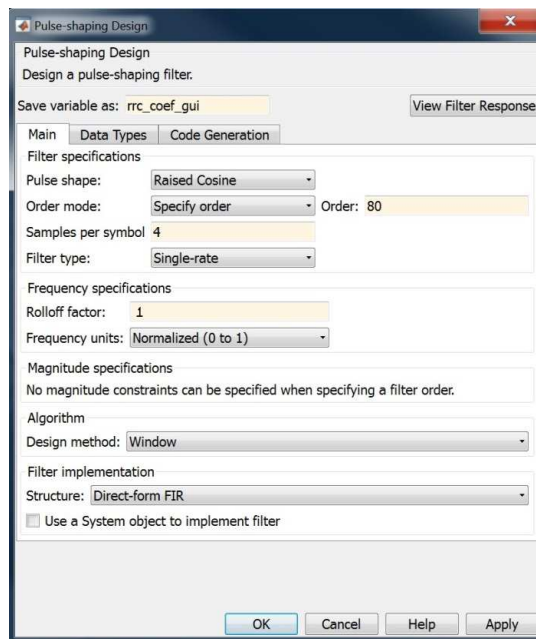 Pulse-shaping Design
Pulse-shaping Design
Design a pulse-shaping filter.
Save variable as: rrc_coef_gui View Filter Response
Main Data Types Code Generation
Filter specifications
Pulse shape: Raised Cosine
Order mode: Specify order Order: 80
Samples per symbol 4
Filter type: Single-rate
Frequency specifications
Rolloff factor: 1
Frequency units: Normalized (0 to 1)
Magnitude specifications
No magnitude constraints can be specified when specifying a filter order.
Algorithm
Design method: Window
Filter implementation
Structure: Direct-form FIR
Use a System object to implement filter
OK Cancel Help Apply